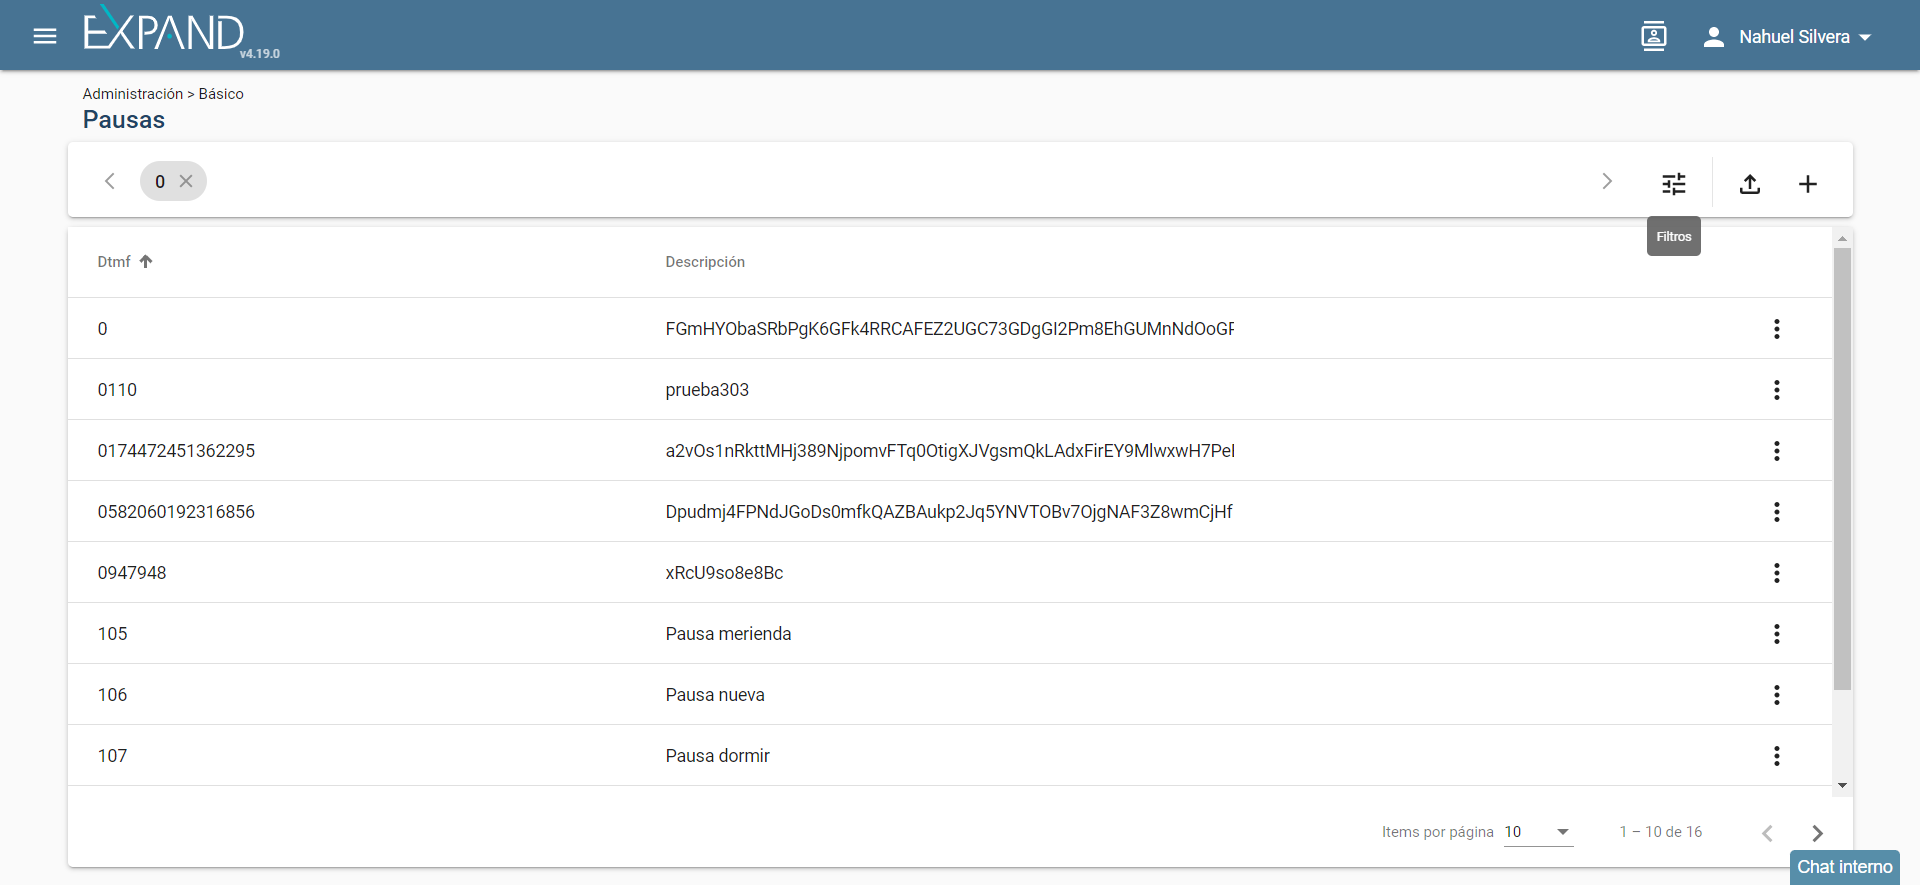 EXPAND
v4.19.0
Nahuel Silvera
Administración > Básico
Pausas
0
Filtros
Dtmf Descripción
0 FGmHYObaSRbPgK6GFk4RRCAFEZ2UGC73GDgGI2Pm8EhGUMnNdOoGF
0110 prueba303
0174472451362295 a2vOs1nRkttMHj389NjpomvFTq0OtigXJVgsmQkLAdxFirEY9MlwxwH7Pel
0582060192316856 Dpudmj4FPNdJGoDs0mfkQAZBAukp2Jq5YNVTOBv7OjgNAF3Z8wmCjHf
0947948 xRcU9so8e8Bc
105 Pausa merienda
106 Pausa nueva
107 Pausa dormir
Items por página 10 1 – 10 de 16
Chat interno